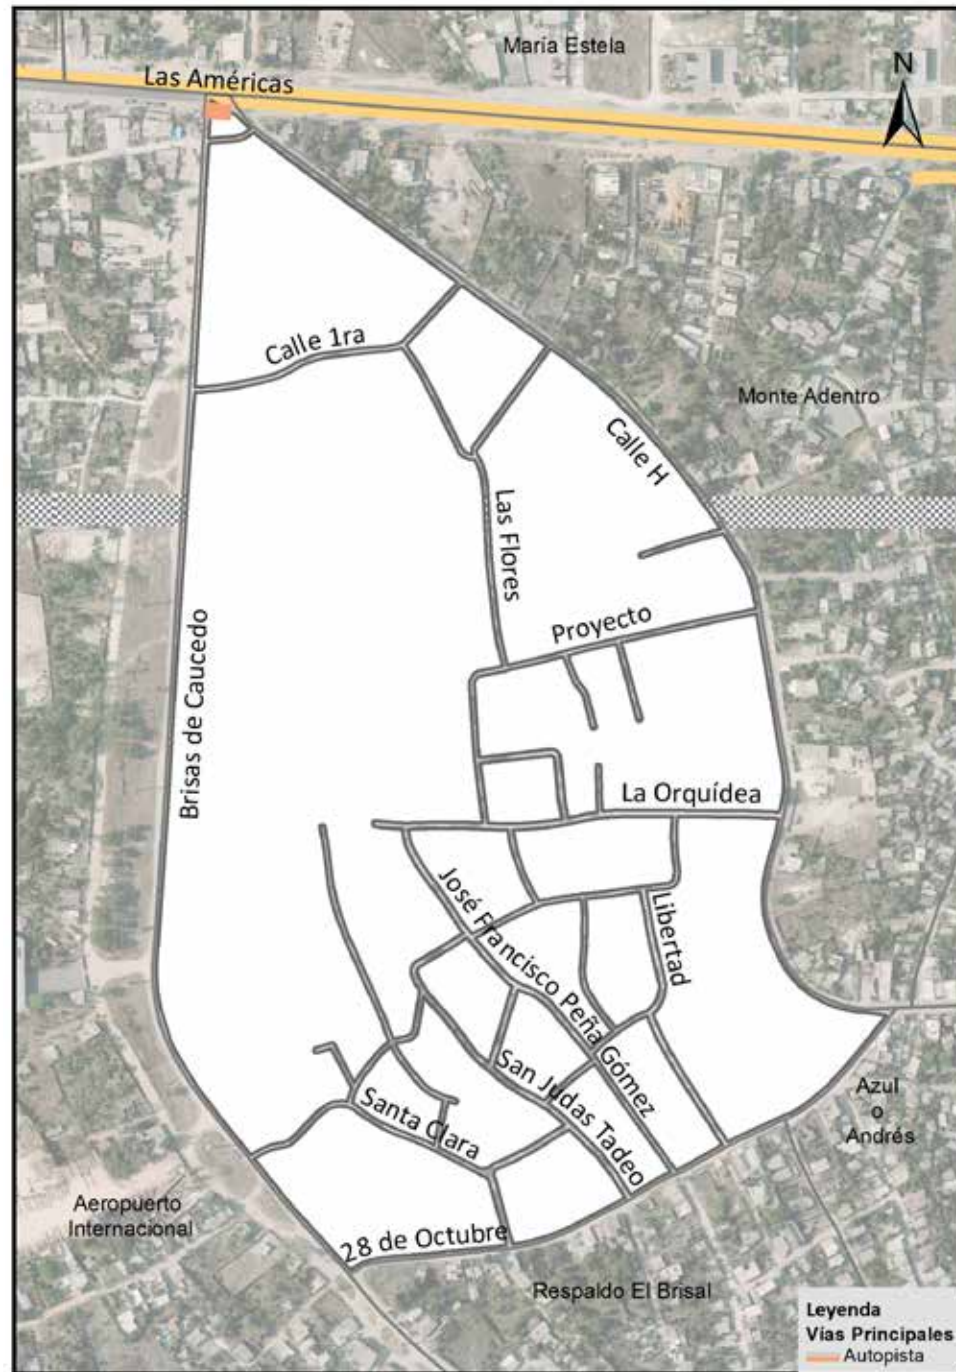 María Estela
N
Las Américas
Calle 1ra
Monte Adentro
Calle H
Las Flores
Proyecto
Brisas de Caucedo
La Orquídea
José Francisco Peña Gómez
Libertad
San Judas Tadeo
Santa Clara
Azul
o
Andrés
Aeropuerto
Internacional
28 de Octubre
Respaldo El Brisal
Leyenda
Vías Principales
Autopista